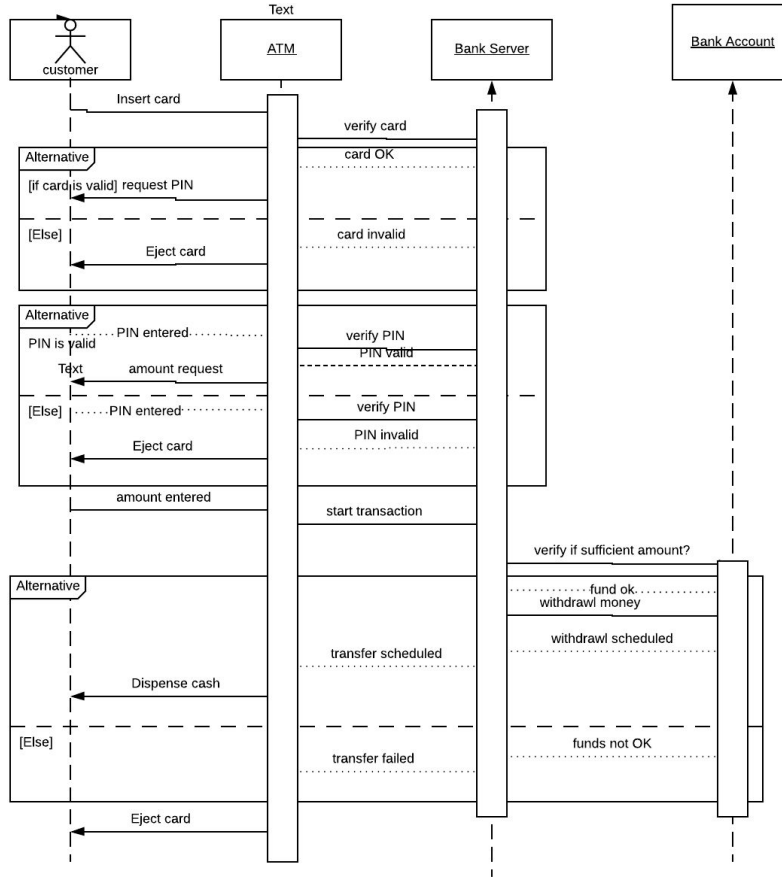 Text
customer
ATM
Bank Server
Bank Account
Insert card
verify card
Alternative
card OK
[if card is valid] request PIN
[Else]
card invalid
Eject card
Alternative
PIN entered
verify PIN
PIN is valid
PIN valid
Text
amount request
[Else]
PIN entered
verify PIN
PIN invalid
Eject card
amount entered
start transaction
verify if sufficient amount?
Alternative
fund ok
withdrawl money
withdrawl scheduled
transfer scheduled
Dispense cash
[Else]
funds not OK
transfer failed
Eject card